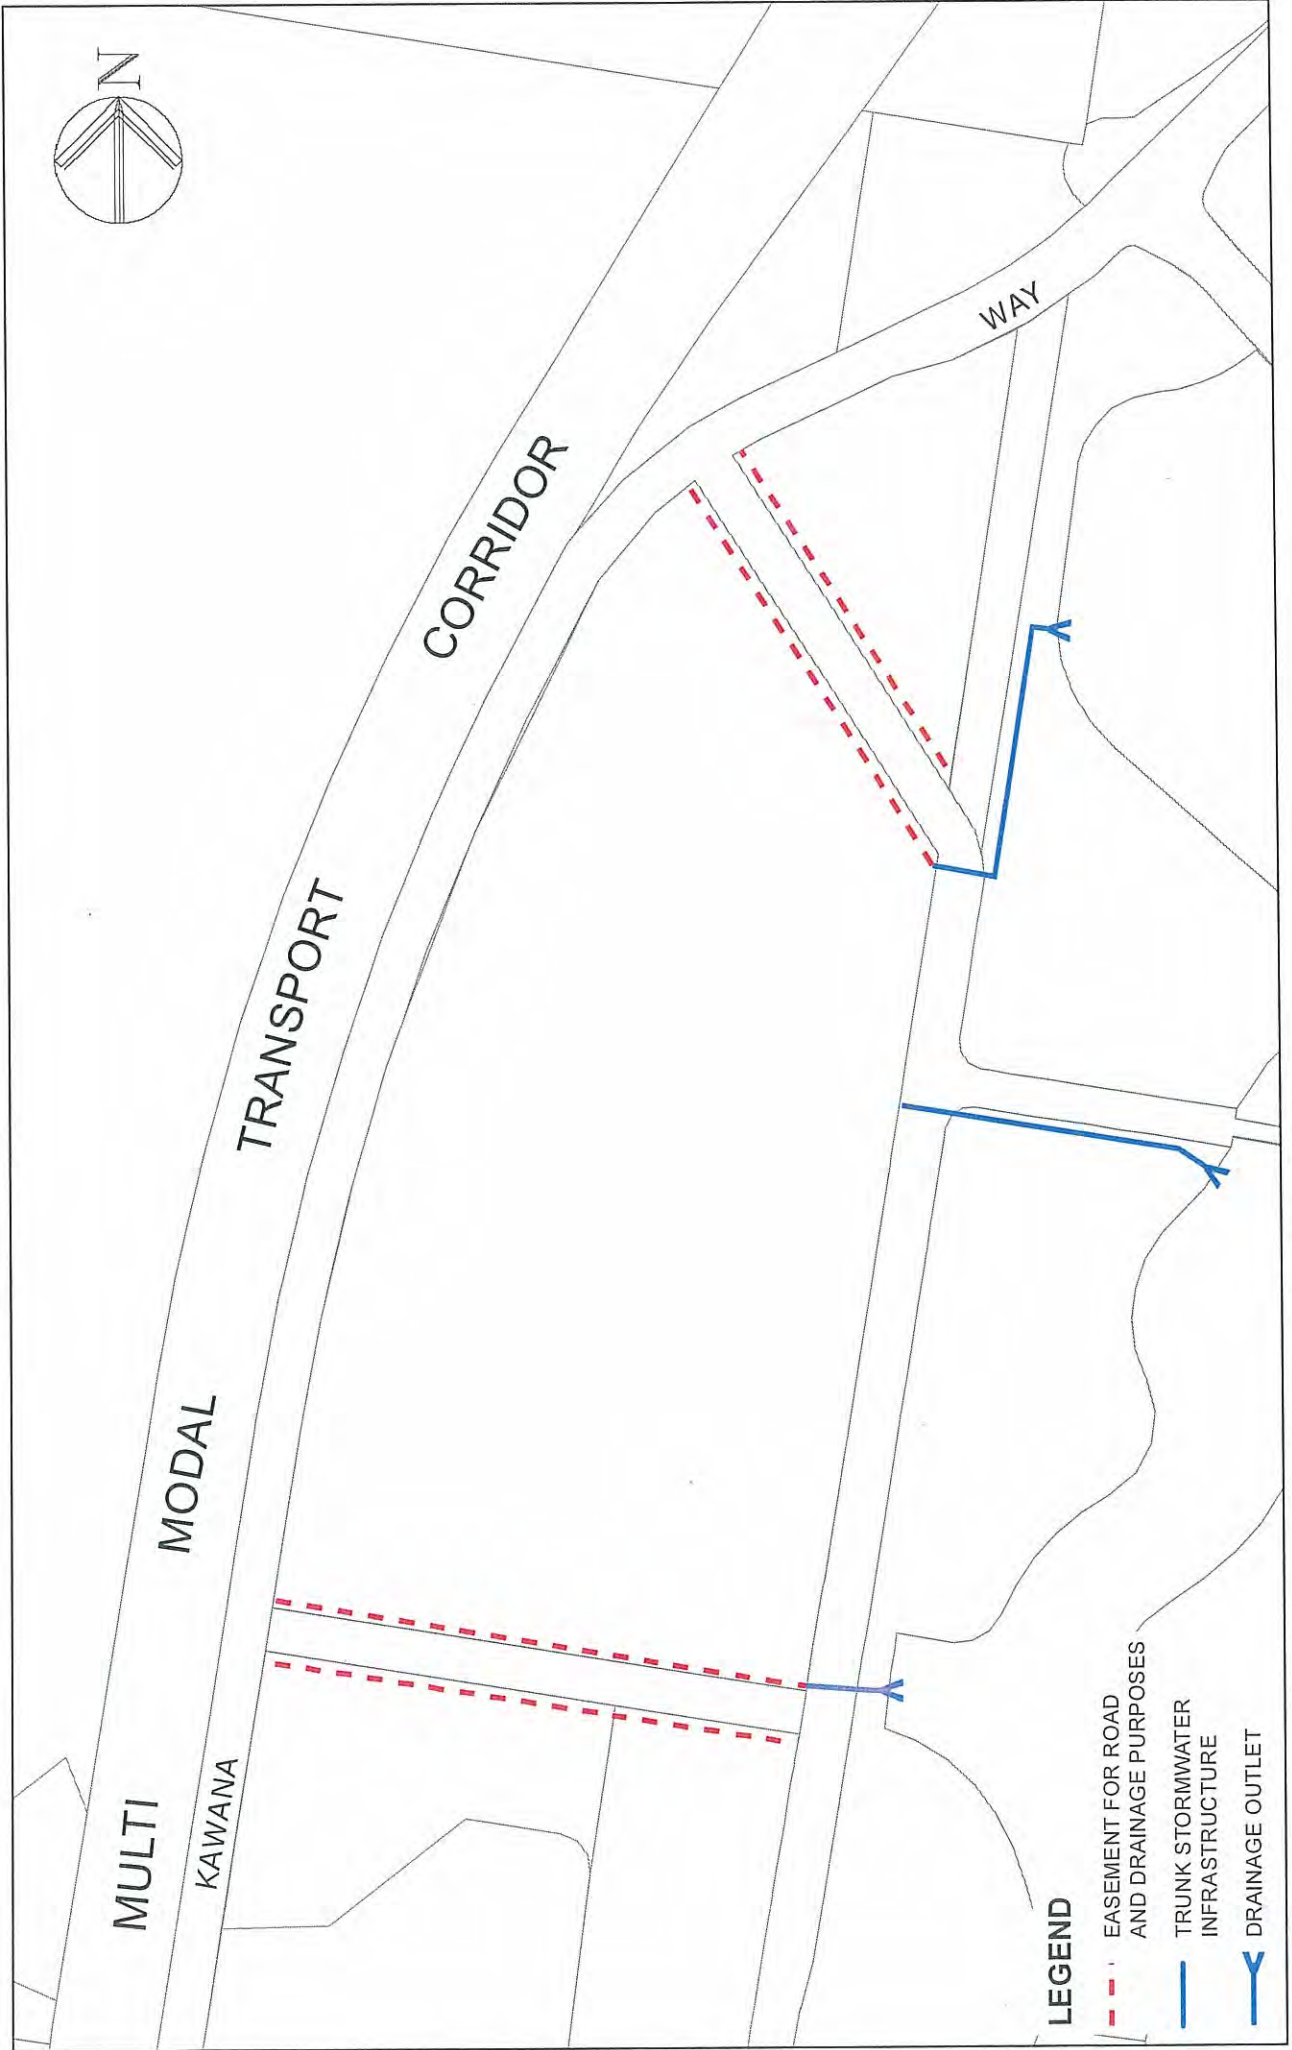 N
MULTI MODAL TRANSPORT CORRIDOR
KAWANA WAY
LEGEND
EASEMENT FOR ROAD
AND DRAINAGE PURPOSES
TRUNK STORMWATER
INFRASTRUCTURE
DRAINAGE OUTLET